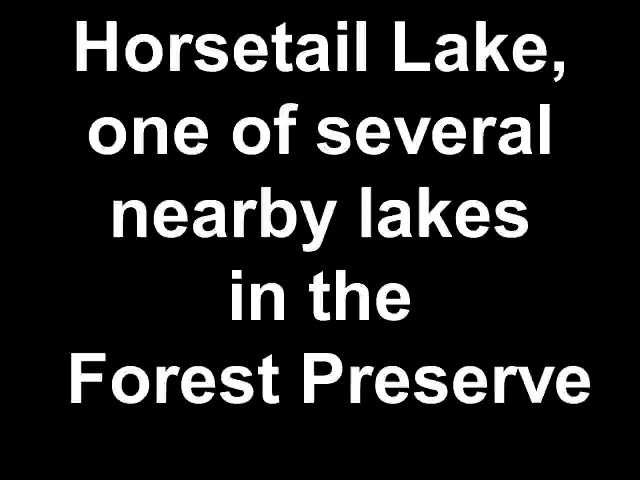 Horsetail Lake,
one of several
nearby lakes
in the
Forest Preserve